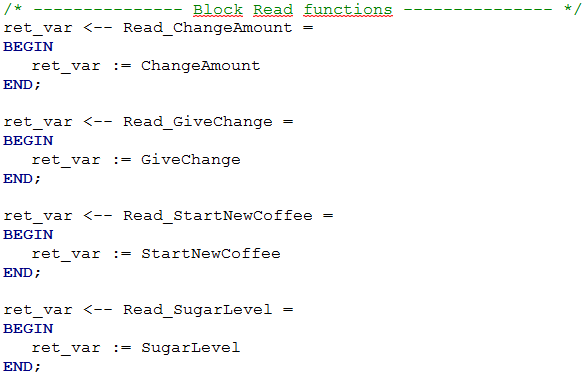 /* --------------- Block Read functions --------------- */
ret_var <-- Read_ChangeAmount =
BEGIN
   ret_var := ChangeAmount
END;

ret_var <-- Read_GiveChange =
BEGIN
   ret_var := GiveChange
END;

ret_var <-- Read_StartNewCoffee =
BEGIN
   ret_var := StartNewCoffee
END;

ret_var <-- Read_SugarLevel =
BEGIN
   ret_var := SugarLevel
END;